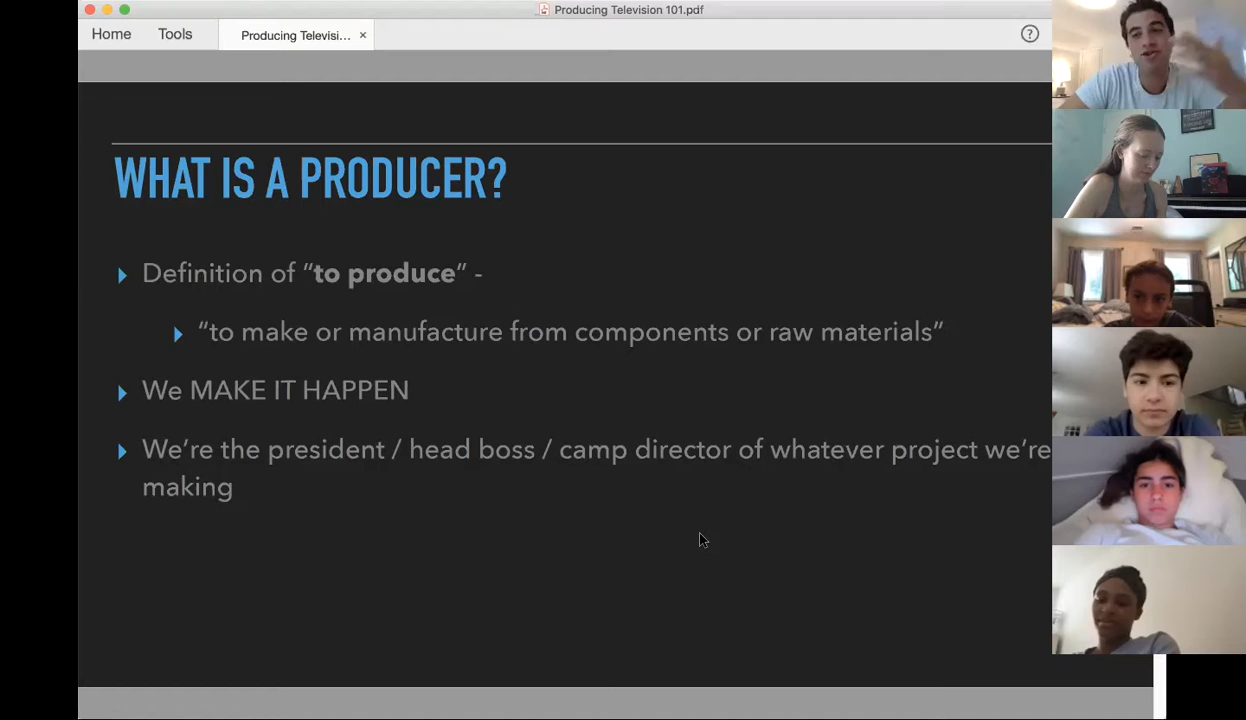 Producing Television 101.pdf
Home Tools Producing Televisi... × ?
WHAT IS A PRODUCER?
Definition of “to produce” -
“to make or manufacture from components or raw materials”
We MAKE IT HAPPEN
We’re the president / head boss / camp director of whatever project we’re
making